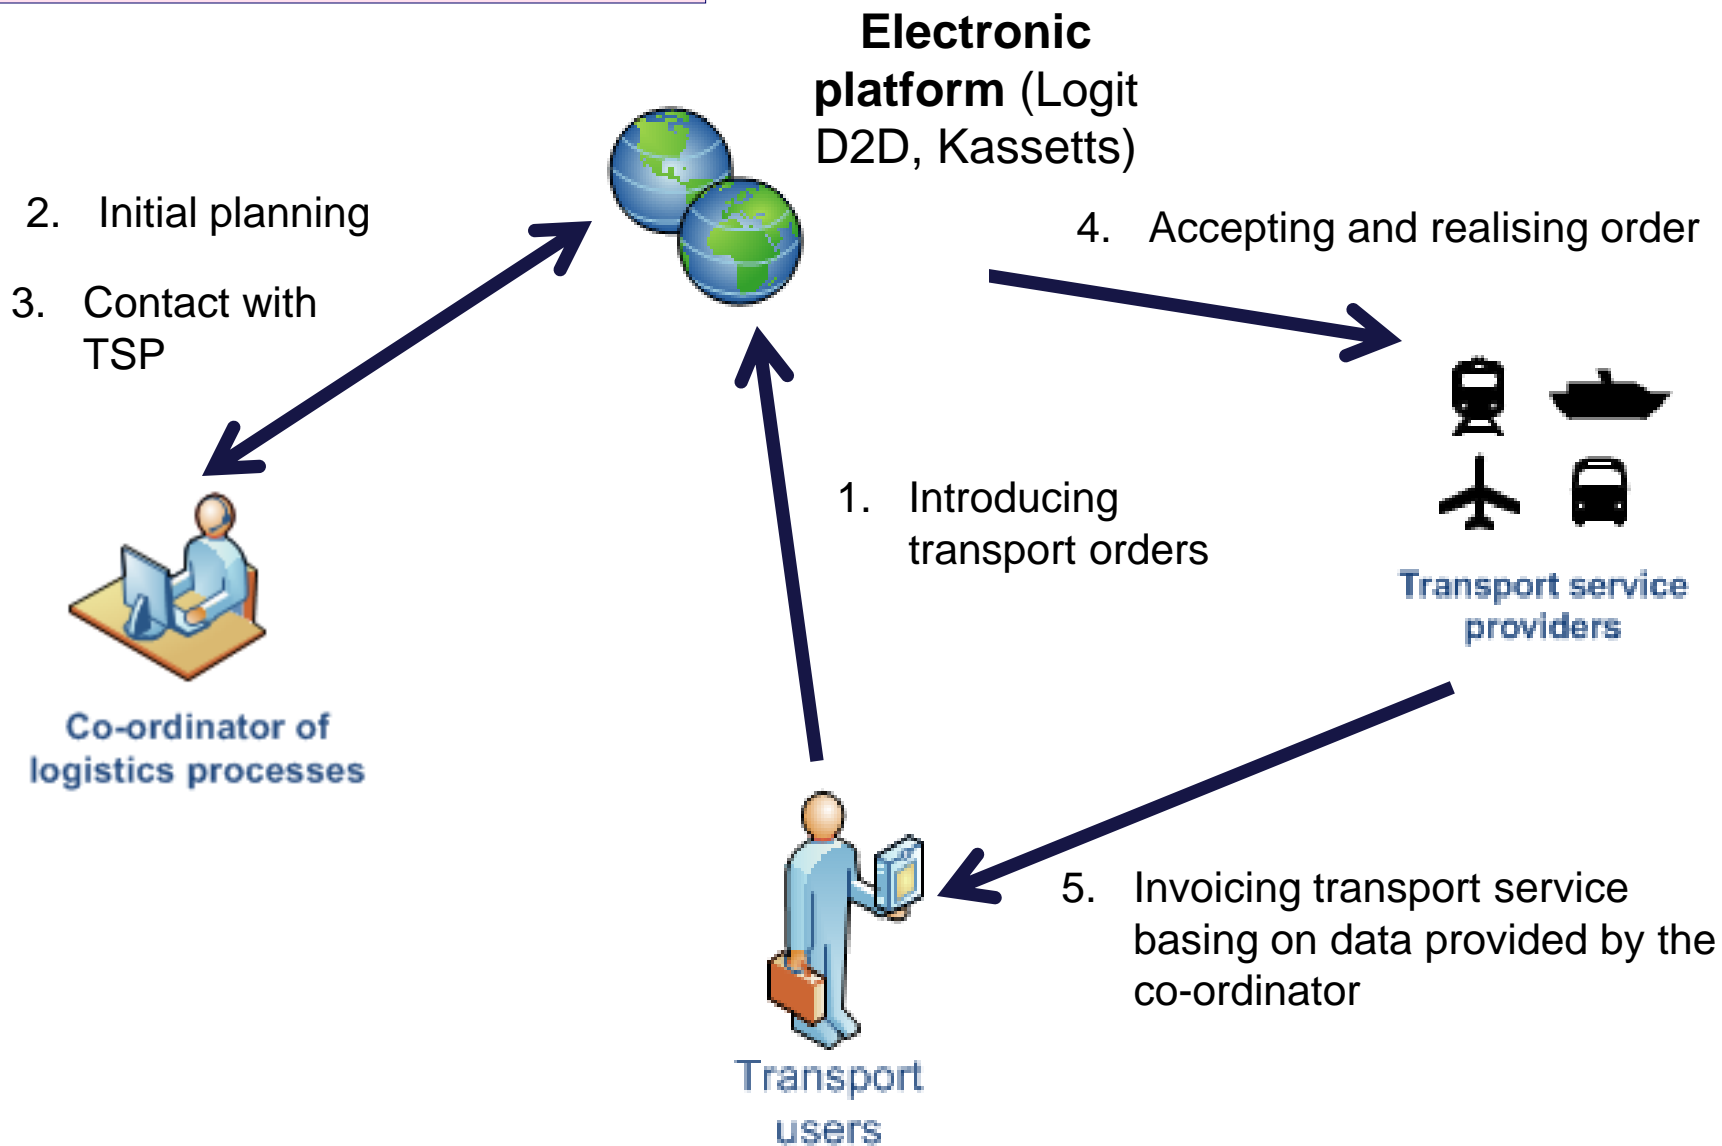 Electronic
platform (Logit
D2D, Kassetts)
2. Initial planning
3. Contact with
TSP
4. Accepting and realising order
1. Introducing
transport orders
Transport service
providers
Co-ordinator of
logistics processes
5. Invoicing transport service
basing on data provided by the
co-ordinator
Transport
users